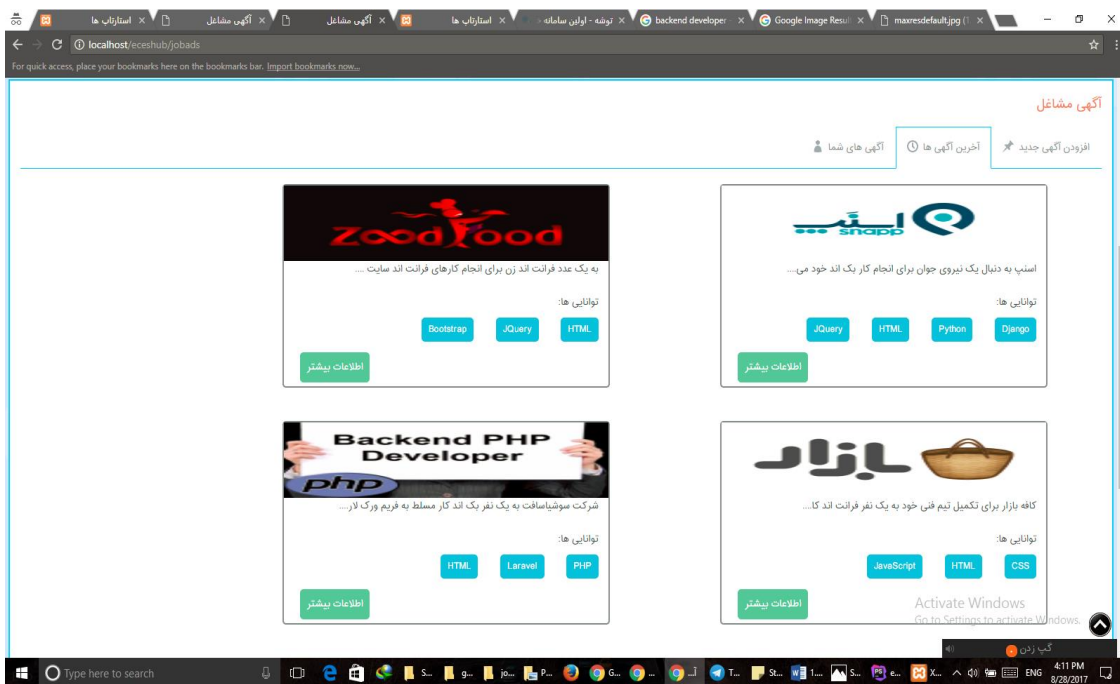 استارتاپ ها
آگهی مشاغل
آگهی مشاغل
استارتاپ ها
توشه - اولین سامانه
backend developer -
Google Image Resul
maxresdefault.jpg (1
localhost/eceshub/jobads
For quick access, place your bookmarks here on the bookmarks bar. Import bookmarks now...
آگهی مشاغل
افزودن آگهی جدید
آخرین آگهی ها
آگهی های شما
اسنپ
snapp
اسنپ به دنبال یک نیروی جوان برای انجام کار بک اند خود می....
توانایی ها:
Django
Python
HTML
JQuery
اطلاعات بیشتر
ZoodFood
به یک عدد فرانت اند زن برای انجام کارهای فرانت اند سایت ....
توانایی ها:
HTML
JQuery
Bootstrap
اطلاعات بیشتر
بازار
کافه بازار برای تکمیل تیم فنی خود به یک نفر فرانت اند کا....
توانایی ها:
CSS
HTML
JavaScript
اطلاعات بیشتر
Backend PHP
Developer
php
شرکت سوشیاسافت به یک نفر بک اند کار مسلط به فریم ورک لار....
توانایی ها:
PHP
Laravel
HTML
اطلاعات بیشتر
Activate Windows
Go to Settings to activate Windows.
گپ زدن
Type here to search
S...
g...
jo...
P...
G...
T...
St...
1...
S...
e...
X...
ENG
4:11 PM
8/28/2017